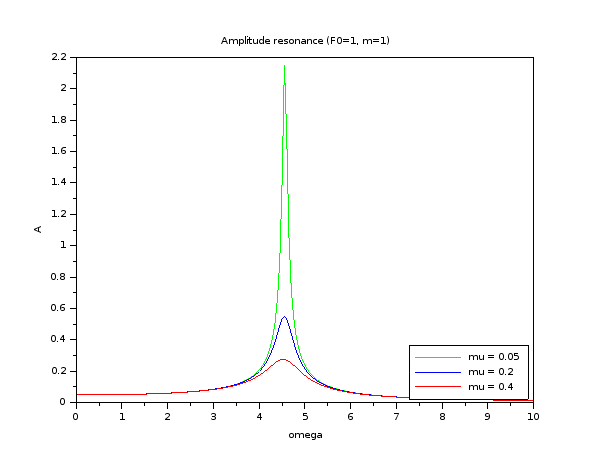 Amplitude resonance (F0=1, m=1)
2.2
2
1.8
1.6
1.4
1.2
1
0.8
0.6
0.4
0.2
0
A
mu = 0.05
mu = 0.2
mu = 0.4
0 1 2 3 4 5 6 7 8 9 10
omega